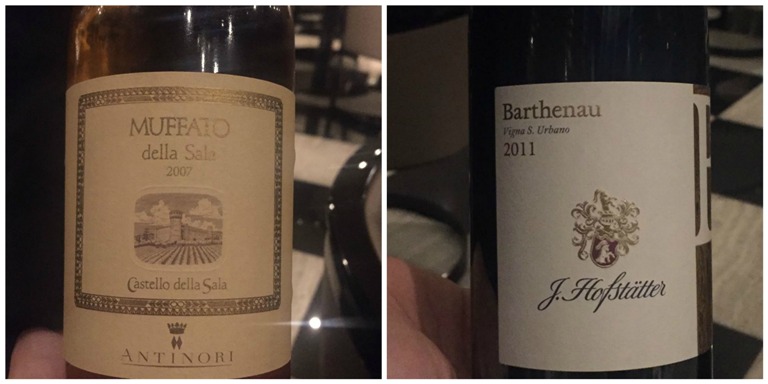 MUFFATO
della Sala
2007
Castello della Sala
ANTINORI
Barthenau
Vigna S. Urbano
2011
J. Hofstätter